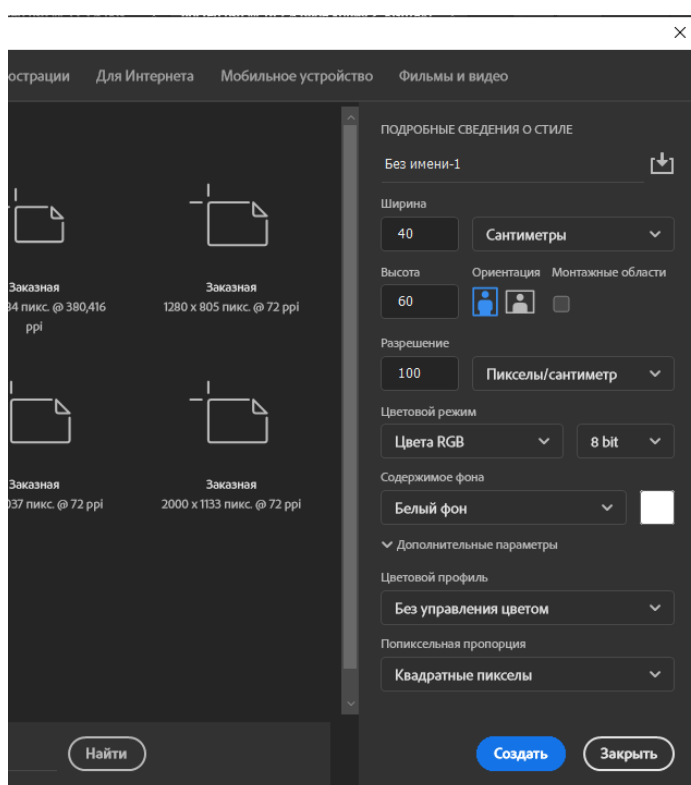 Для Интернета Мобильное устройство Фильмы и видео
ПОДРОБНЫЕ СВЕДЕНИЯ О СТИЛЕ
Без имени-1
Ширина
40 Сантиметры
Высота Ориентация Монтажные области
60
Разрешение
100 Пикселы/сантиметр
Цветовой режим
Цвета RGB 8 bit
Содержимое фона
Белый фон
Дополнительные параметры
Цветовой профиль
Без управления цветом
Попиксельная пропорция
Квадратные пикселы
Создать Закрыть
Заказная
34 пикс. @ 380,416
ppi
Заказная
1280 x 805 пикс. @ 72 ppi
Заказная
037 пикс. @ 72 ppi
Заказная
2000 x 1133 пикс. @ 72 ppi
Найти